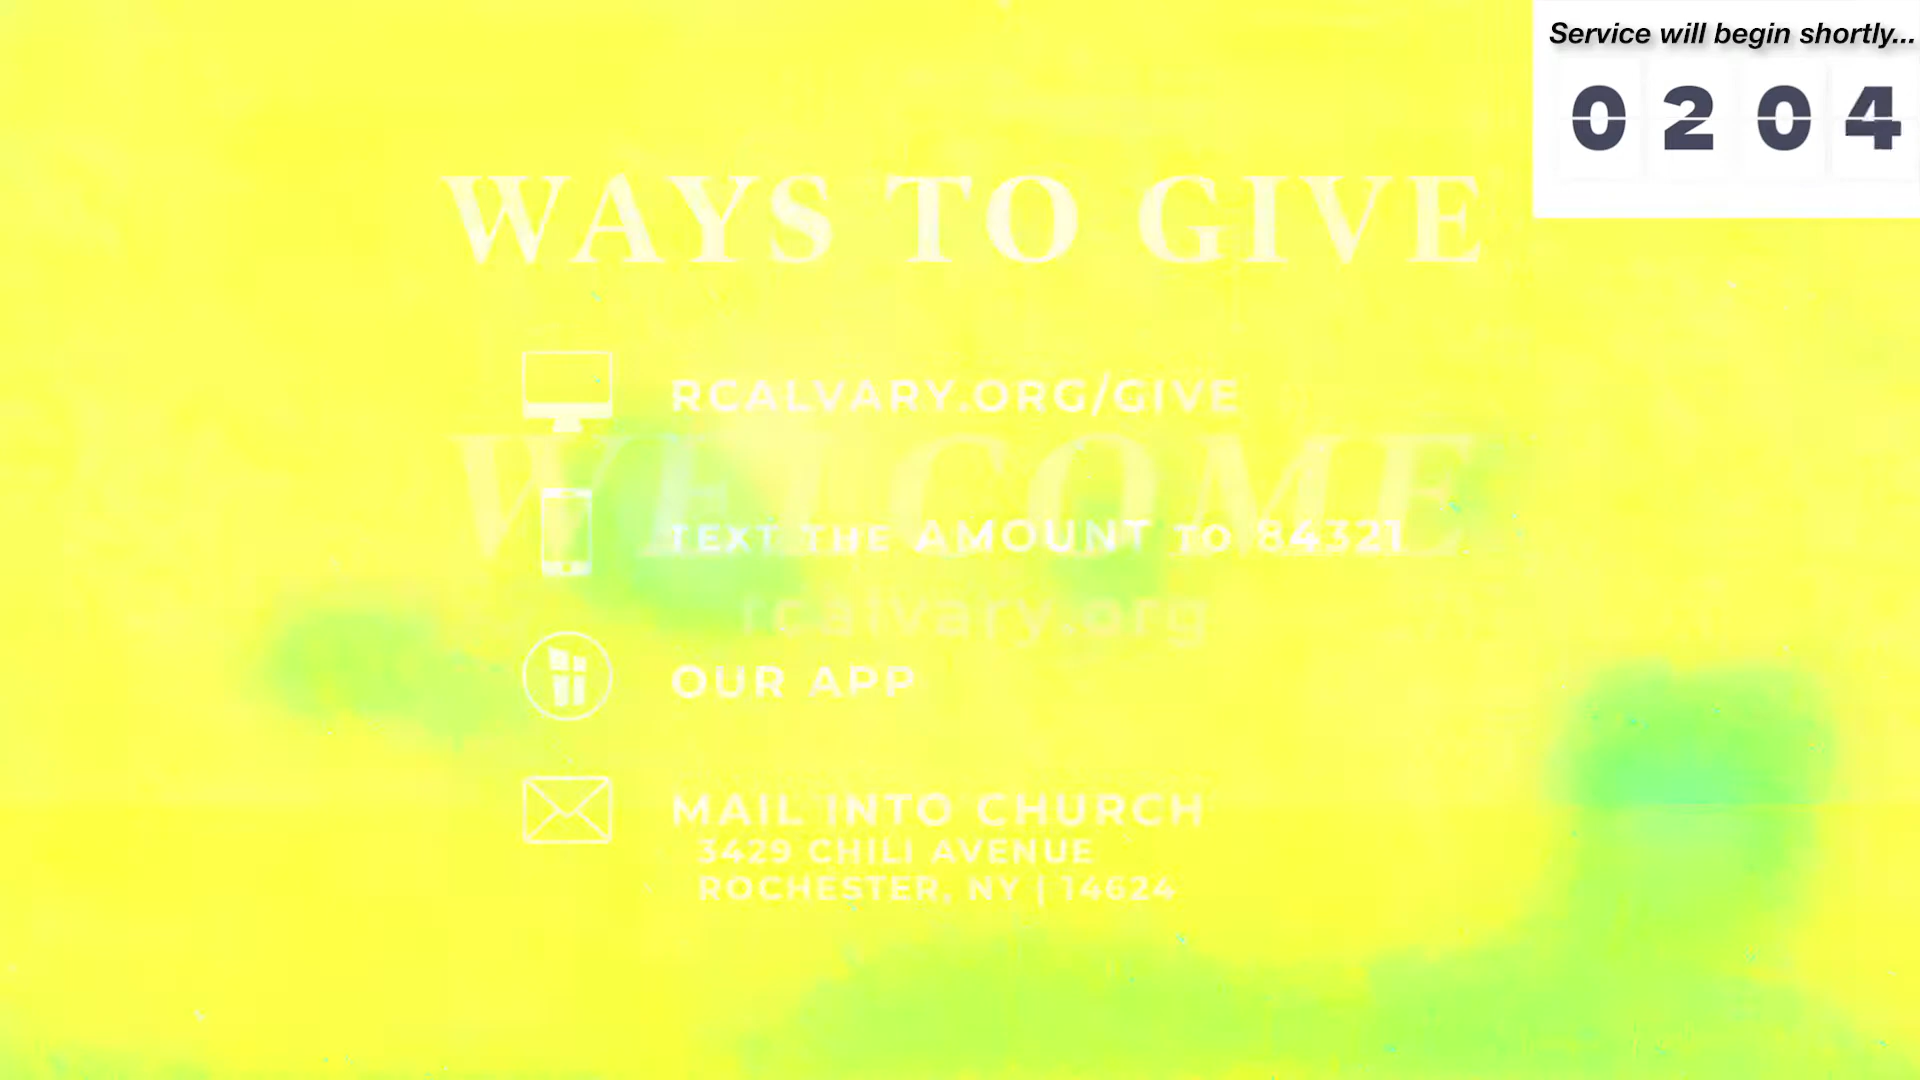 Service will begin shortly...
0204
WAYS TO GIVE
RCALVARY.ORG/GIVE
WELCOME
TEXT THE AMOUNT TO 84321
rcalvary.org
OUR APP
MAIL INTO CHURCH
3429 CHILI AVENUE
ROCHESTER, NY | 14624